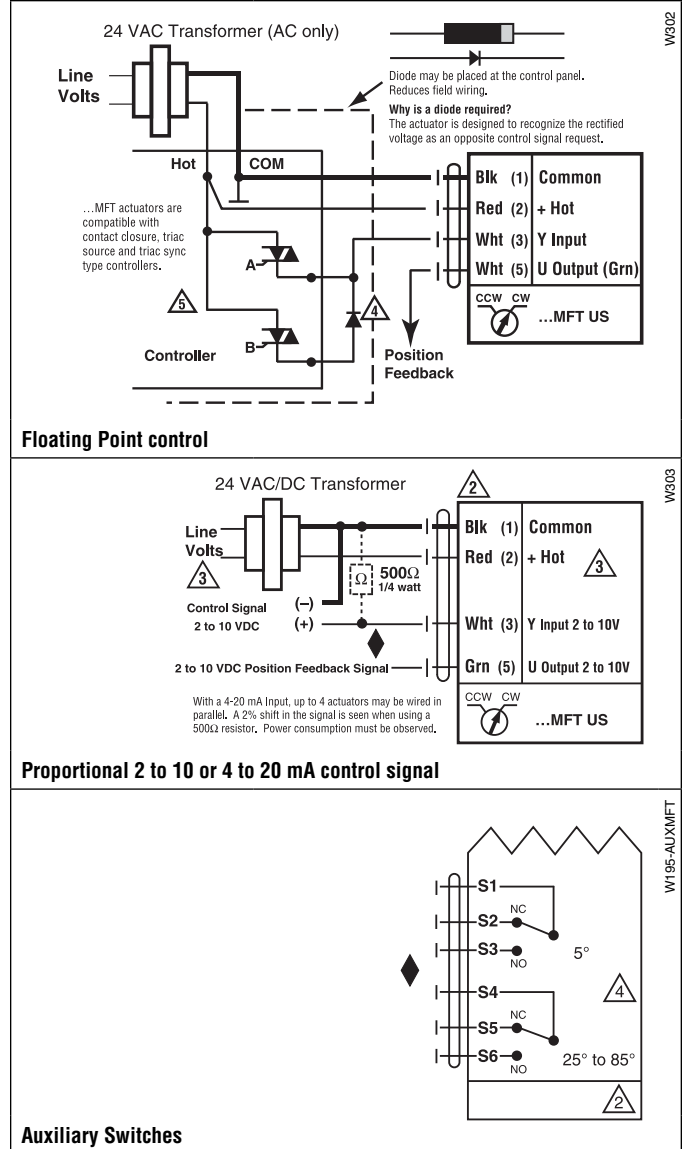 W302
24 VAC Transformer (AC only)
Line
Volts
Diode may be placed at the control panel.
Reduces field wiring.
Why is a diode required?
The actuator is designed to recognize the rectified
voltage as an opposite control signal request.
Hot
COM
...MFT actuators are
compatible with
contact closure, triac
source and triac sync
type controllers.
A
5
4
B
Controller
Position
Feedback
Blk (1) Common
Red (2) + Hot
Wht (3) Y Input
Wht (5) U Output (Grn)
CCW CW
...MFT US
Floating Point control
W303
24 VAC/DC Transformer
2
Line
Volts
3
Ω
500Ω
1/4 watt
Control Signal (–)
2 to 10 VDC (+)
2 to 10 VDC Position Feedback Signal
Blk (1) Common
Red (2) + Hot
3
Wht (3) Y Input 2 to 10V
Grn (5) U Output 2 to 10V
CCW CW
...MFT US
With a 4-20 mA Input, up to 4 actuators may be wired in
parallel. A 2% shift in the signal is seen when using a
500Ω resistor. Power consumption must be observed.
Proportional 2 to 10 or 4 to 20 mA control signal
W195-AUXMFT
S1
NC
S2
S3
NO
5°
S4
4
NC
S5
S6
NO
25° to 85°
2
Auxiliary Switches